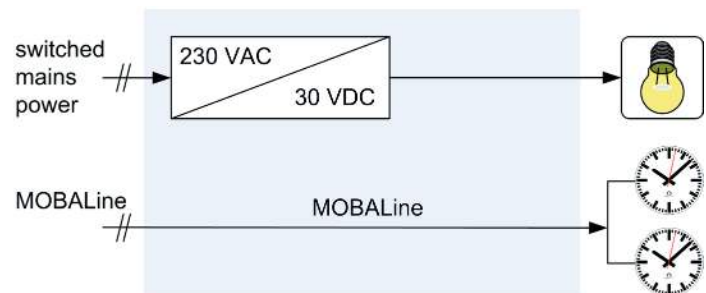 switched
mains
power
230 VAC
30 VDC
MOBALine
MOBALine